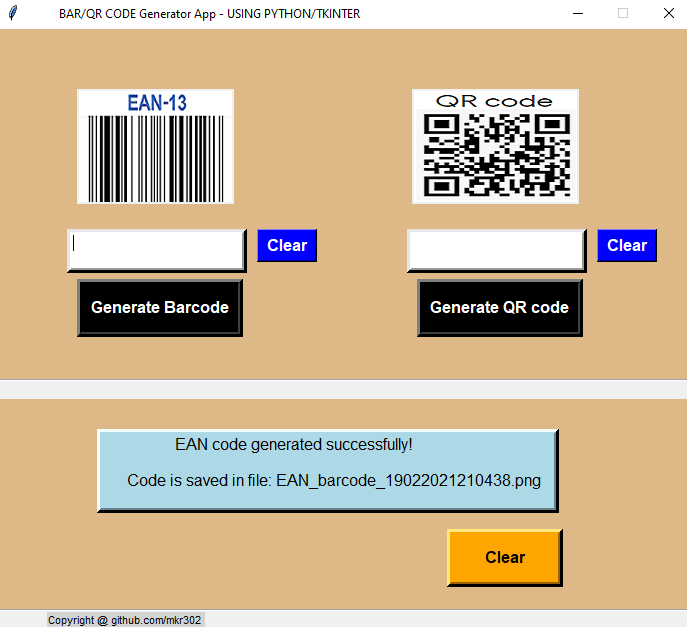 BAR/QR CODE Generator App - USING PYTHON/TKINTER
EAN-13
QR code
Clear
Clear
Generate Barcode
Generate QR code
EAN code generated successfully!
Code is saved in file: EAN_barcode_19022021210438.png
Clear
Copyright @ github.com/mkr302